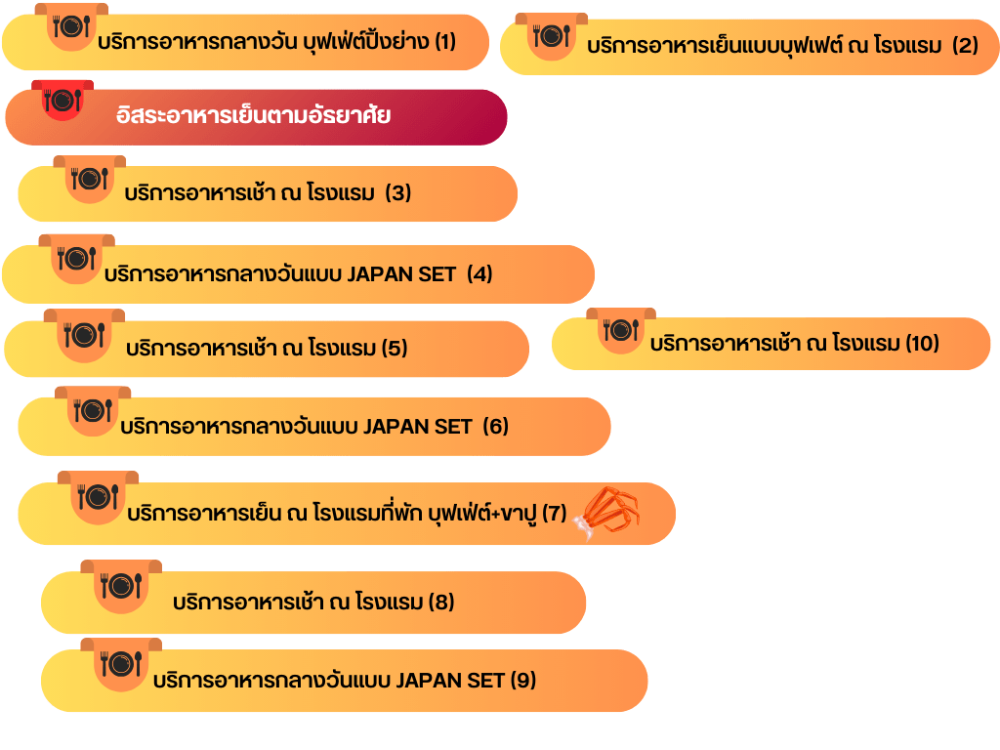 บริการอาหารกลางวัน บุฟเฟ่ต์ปิ้งย่าง (1)
บริการอาหารเย็นแบบบุฟเฟต์ ณ โรงแรม (2)
อิสระอาหารเย็นตามอัธยาศัย
บริการอาหารเช้า ณ โรงแรม (3)
บริการอาหารกลางวันแบบ JAPAN SET (4)
บริการอาหารเช้า ณ โรงแรม (5)
บริการอาหารเช้า ณ โรงแรม (10)
บริการอาหารกลางวันแบบ JAPAN SET (6)
บริการอาหารเย็น ณ โรงแรมที่พัก บุฟเฟ่ต์+ขาปู (7)
บริการอาหารเช้า ณ โรงแรม (8)
บริการอาหารกลางวันแบบ JAPAN SET (9)